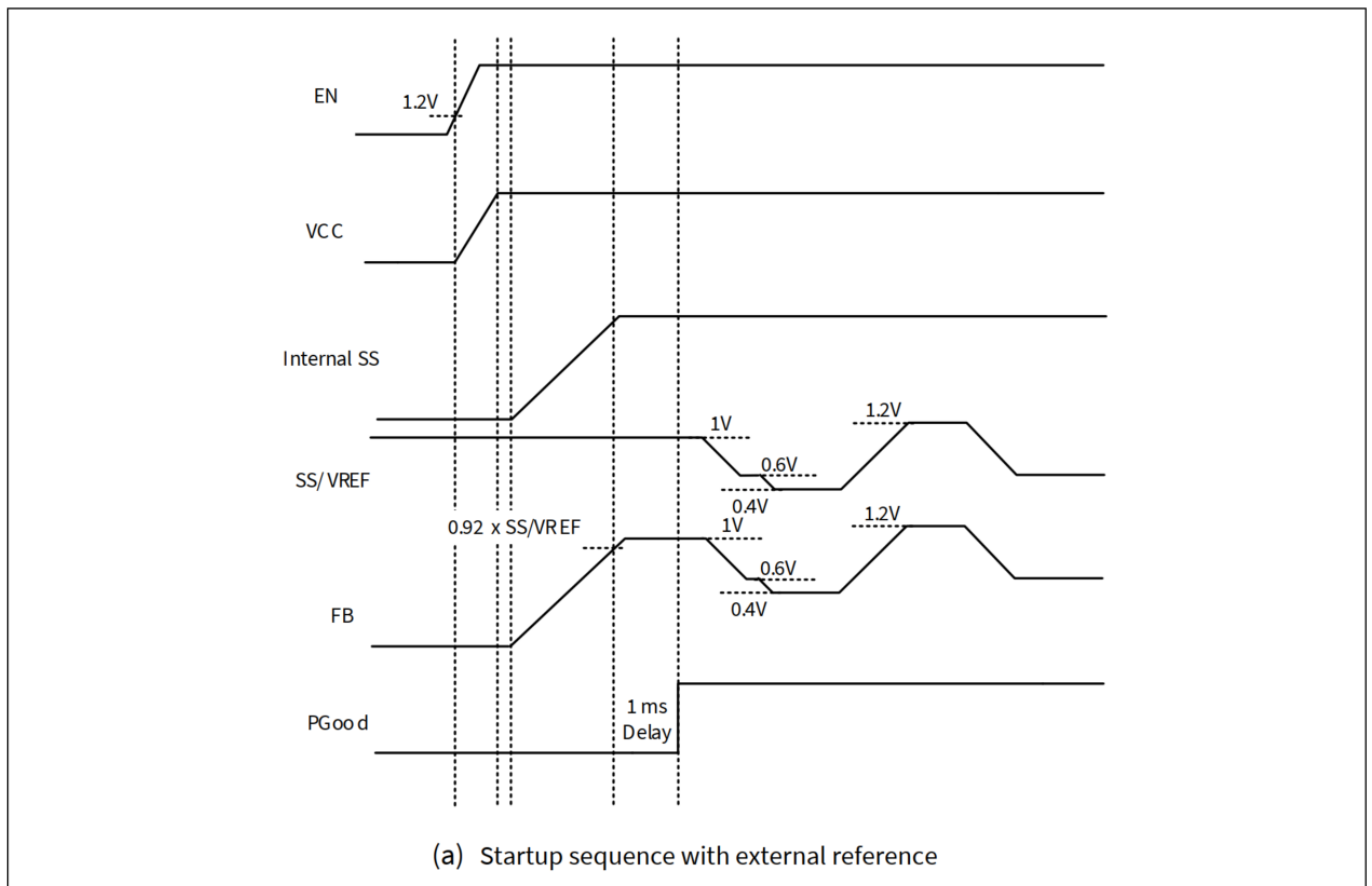 EN
1.2V
VCC
Internal SS
SS/ VREF
1V
0.6V
0.4V
1.2V
0.92 x SS/VREF
FB
1V
0.6V
0.4V
1.2V
PGood
1 ms
Delay
(a) Startup sequence with external reference